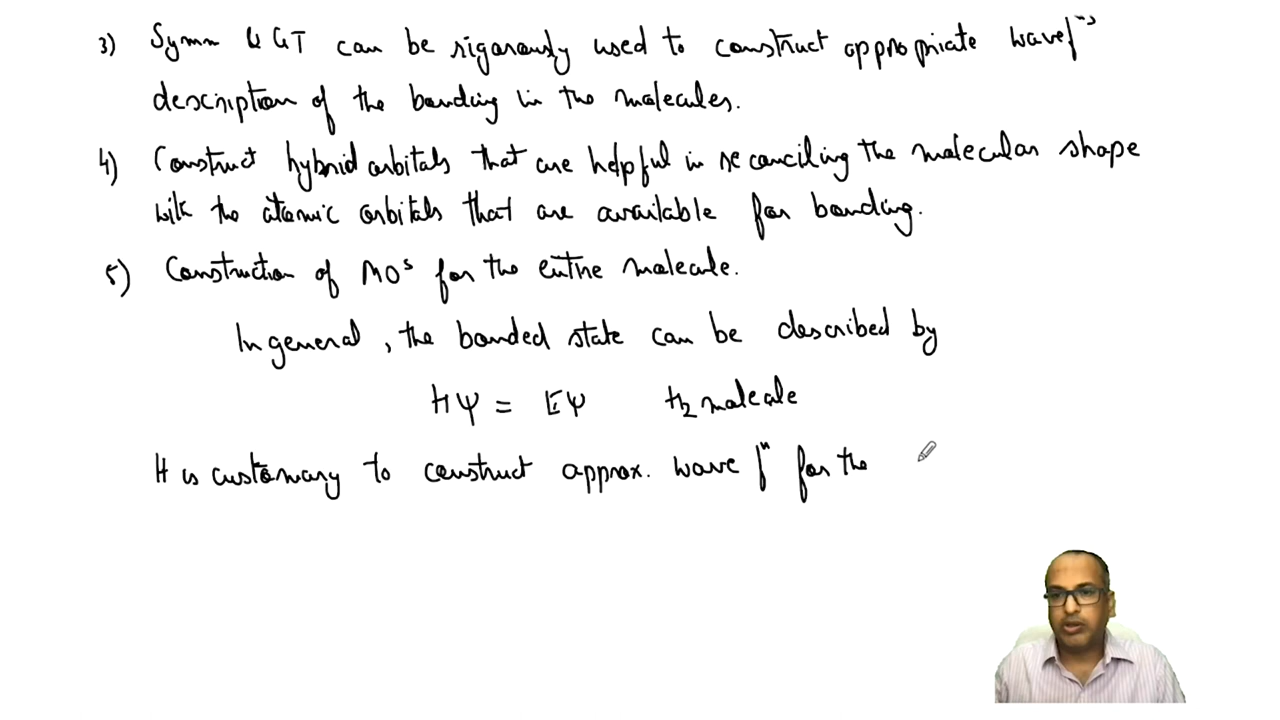 3) Symm & GT can be rigorously used to construct appropriate wave fⁿˢ
description of the bonding in the molecules.
4) Construct hybrid orbitals that are helpful in reconciling the molecular shape
with the atomic orbitals that are available for bonding.
5) Construction of MOˢ for the entire molecule.
In general, the bonded state can be described by
Hψ = Eψ H₂ molecule
It is customary to construct approx. wave fⁿ for the